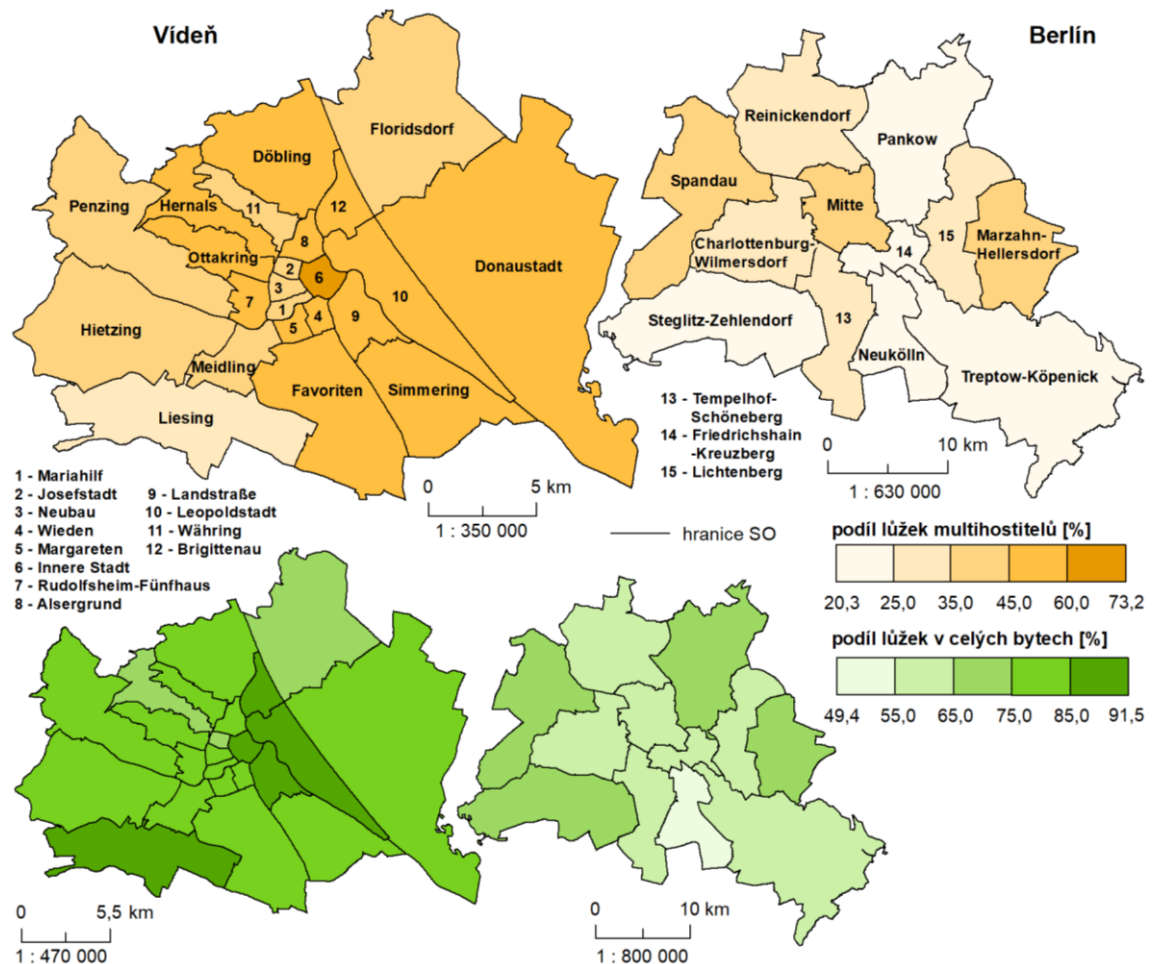 Vídeň
Berlín
Floridsdorf
Döbling
Penzing
Hernals
11
12
8
Ottakring
2
3
6
7
1
5
4
9
10
Donaustadt
Hietzing
Meidling
Favoriten
Simmering
Liesing
Reinickendorf
Pankow
Spandau
Mitte
15
Marzahn-
Hellersdorf
14
Charlottenburg-
Wilmersdorf
Steglitz-Zehlendorf
13
Neukölln
Treptow-Köpenick
1 - Mariahilf
2 - Josefstadt
3 - Neubau
4 - Wieden
5 - Margareten
6 - Innere Stadt
7 - Rudolfsheim-Fünfhaus
8 - Alsergrund
9 - Landstraße
10 - Leopoldstadt
11 - Währing
12 - Brigittenau
0 5 km
1 : 350 000
13 - Tempelhof-
Schöneberg
14 - Friedrichshain
-Kreuzberg
15 - Lichtenberg
0 10 km
1 : 630 000
hranice SO
podíl lůžek multihostitelů [%]
20,3 25,0 35,0 45,0 60,0 73,2
podíl lůžek v celých bytech [%]
49,4 55,0 65,0 75,0 85,0 91,5
0 5,5 km
1 : 470 000
0 10 km
1 : 800 000